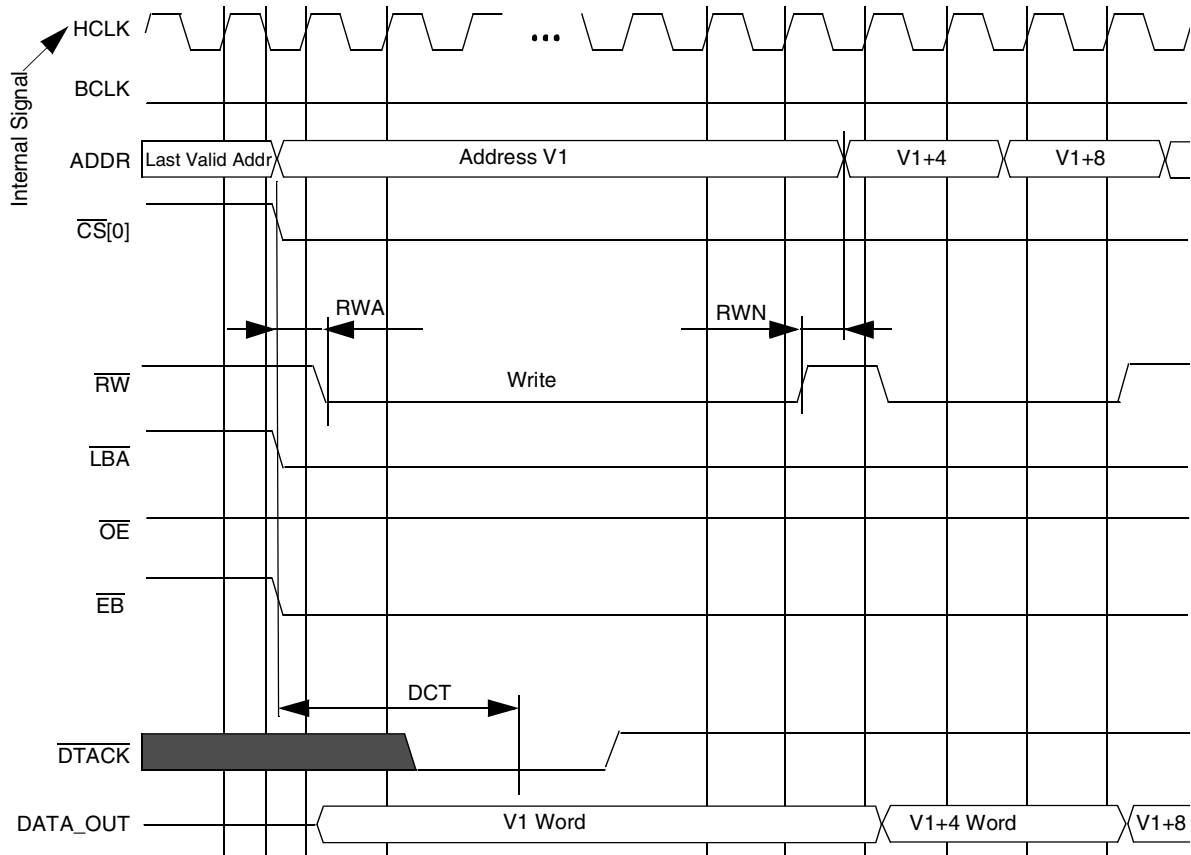 HCLK
...
Internal Signal
BCLK
ADDR Last Valid Addr Address V1 V1+4 V1+8
CS[0]
RWA RWN
RW Write
LBA
OE
EB
DCT
DTACK
DATA_OUT V1 Word V1+4 Word V1+8